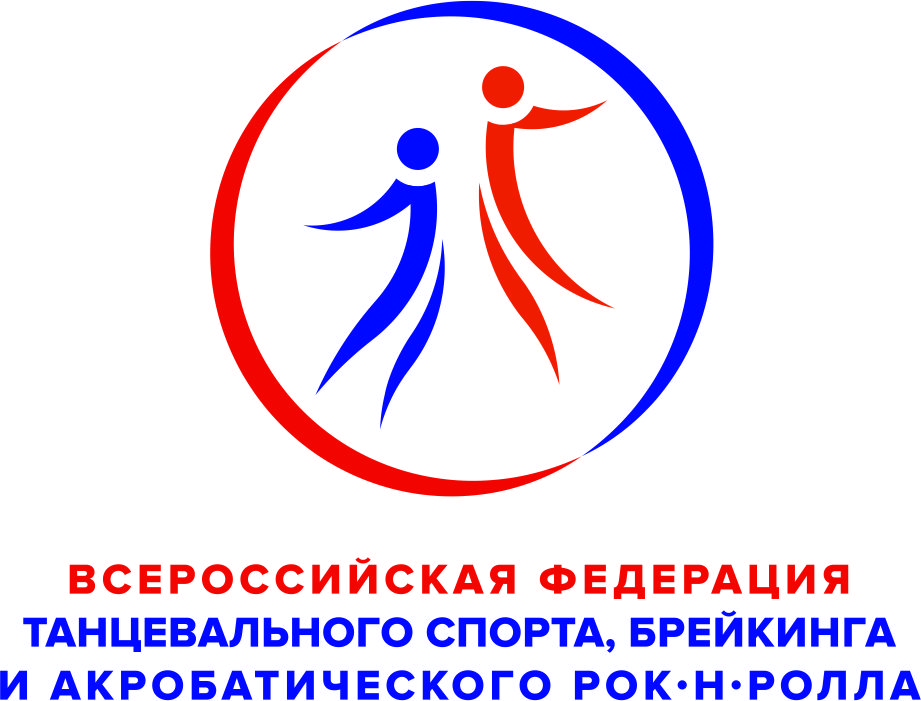 ВСЕРОССИЙСКАЯ ФЕДЕРАЦИЯ
ТАНЦЕВАЛЬНОГО СПОРТА, БРЕЙКИНГА
И АКРОБАТИЧЕСКОГО РОК·Н·РОЛЛА